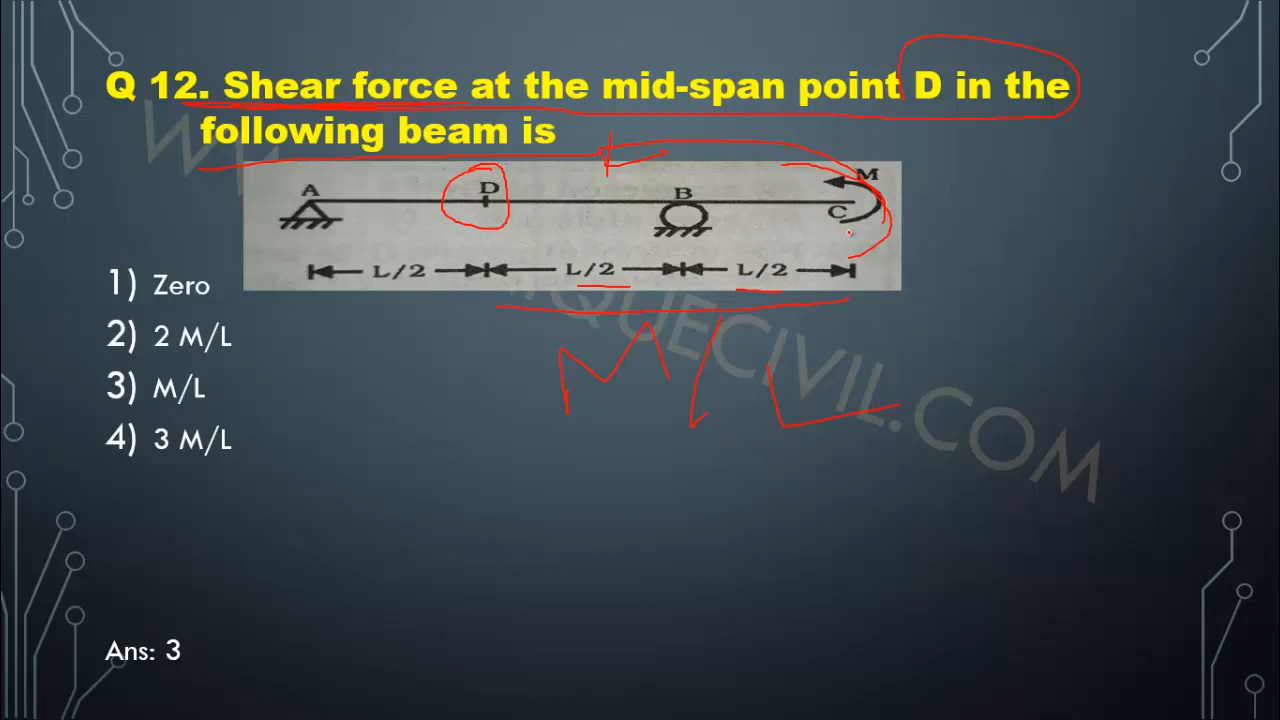 Q 12. Shear force at the mid-span point D in the
following beam is
A D B C M
L/2 L/2 L/2
1) Zero
2) 2 M/L
3) M/L
4) 3 M/L
M/L
Ans: 3